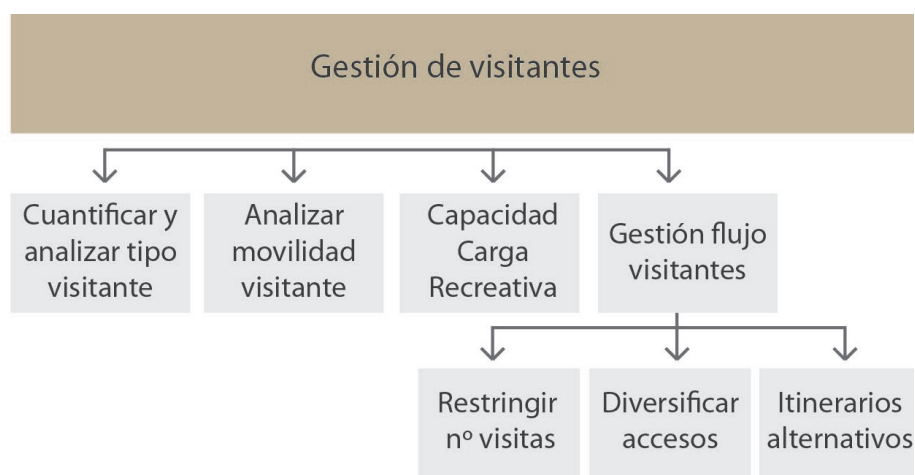 Gestión de visitantes
Cuantificar y
analizar tipo
visitante
Analizar
movilidad
visitante
Capacidad
Carga
Recreativa
Gestión flujo
visitantes
Restringir
nº visitas
Diversificar
accesos
Itinerarios
alternativos